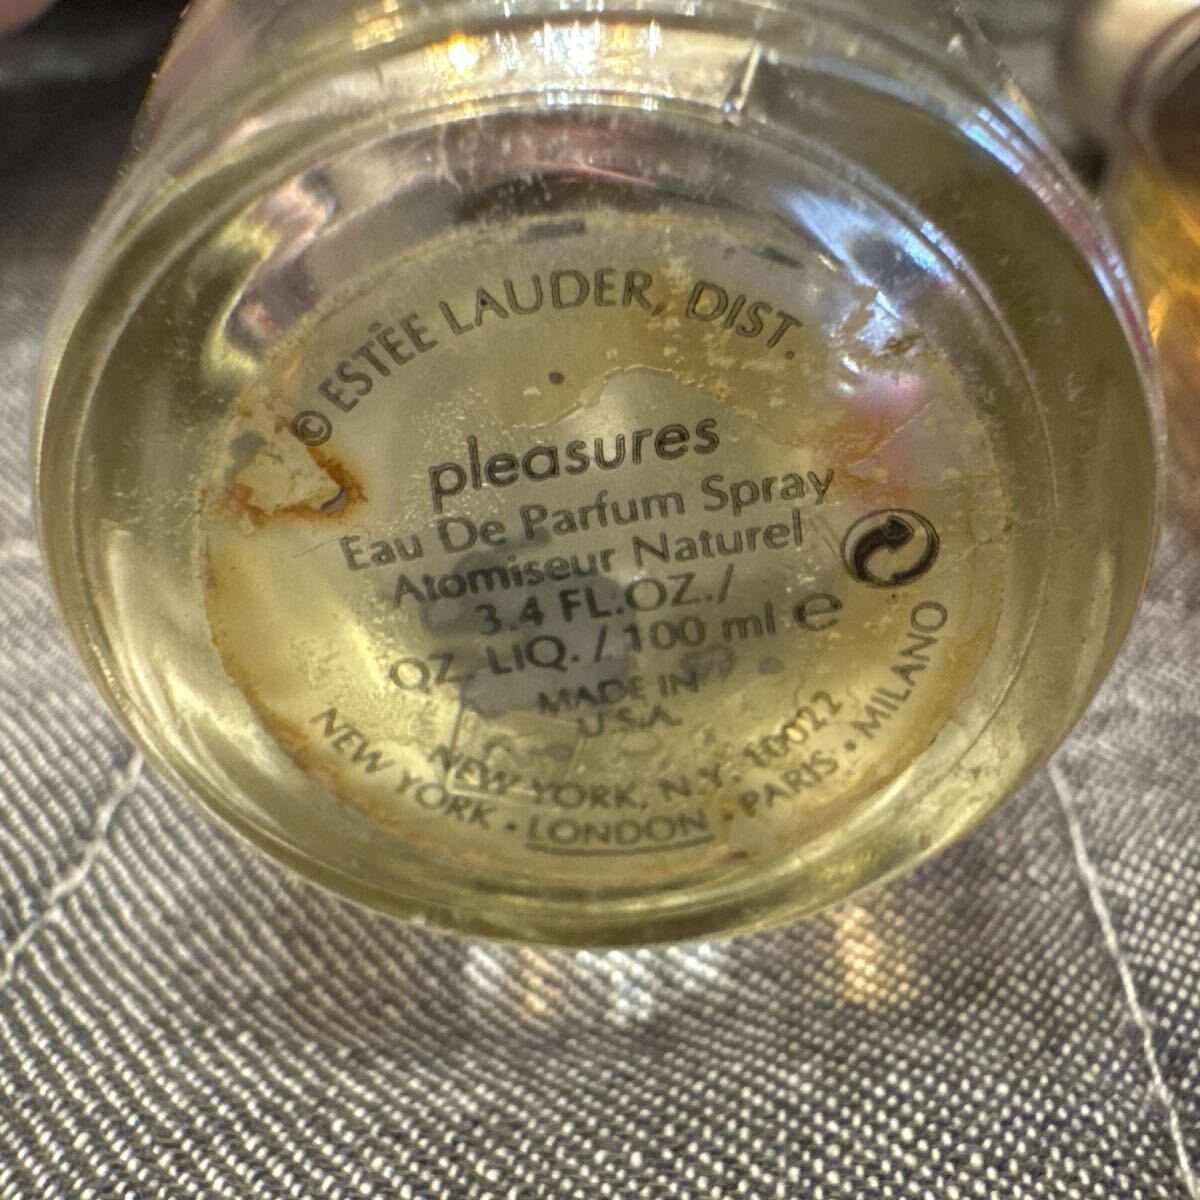 © ESTĒE LAUDER, DIST.
pleasures
Eau De Parfum Spray
Atomiseur Naturel
3.4 FL.OZ./
OZ. LIQ. / 100 ml ℮
MADE IN
U.S.A.
NEW YORK, N.Y. 10022
NEW YORK • LONDON • PARIS • MILANO